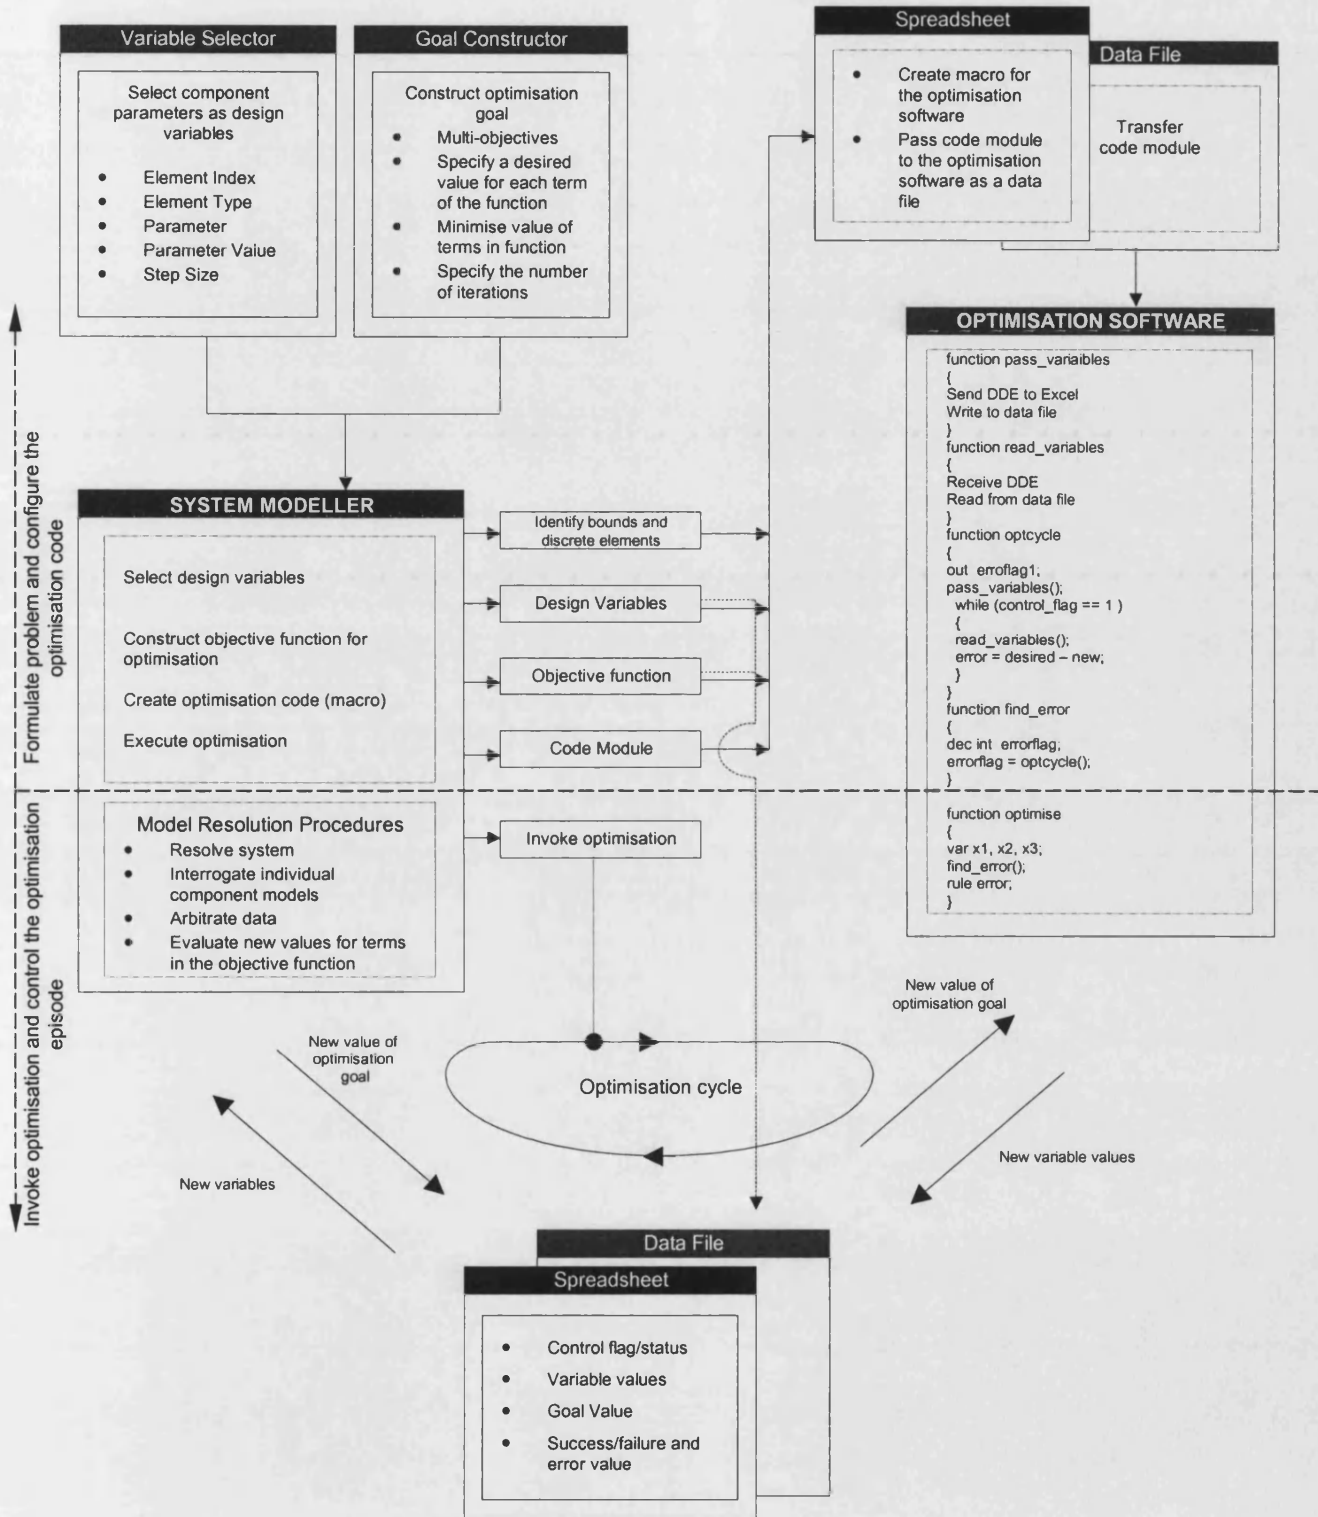 Variable Selector
Select component
parameters as design
variables
• Element Index
• Element Type
• Parameter
• Parameter Value
• Step Size
Goal Constructor
Construct optimisation
goal
• Multi-objectives
• Specify a desired
value for each term
of the function
• Minimise value of
terms in function
• Specify the number
of iterations
Spreadsheet
• Create macro for
the optimisation
software
• Pass code module
to the optimisation
software as a data
file
Data File
Transfer
code module
Formulate problem and configure the
optimisation code
SYSTEM MODELLER
Select design variables
Construct objective function for
optimisation
Create optimisation code (macro)
Execute optimisation
Identify bounds and
discrete elements
Design Variables
Objective function
Code Module
OPTIMISATION SOFTWARE
function pass_variaibles
{
Send DDE to Excel
Write to data file
}
function read_variables
{
Receive DDE
Read from data file
}
function optcycle
{
out erroflag1;
pass_variables();
while (control_flag == 1 )
{
read_variables();
error = desired – new;
}
}
function find_error
{
dec int errorflag;
errorflag = optcycle();
}
function optimise
{
var x1, x2, x3;
find_error();
rule error;
}
Invoke optimisation and control the optimisation
episode
Model Resolution Procedures
• Resolve system
• Interrogate individual
component models
• Arbitrate data
• Evaluate new values for terms
in the objective function
Invoke optimisation
New value of
optimisation
goal
New variables
Optimisation cycle
New value of
optimisation goal
New variable values
Data File
Spreadsheet
• Control flag/status
• Variable values
• Goal Value
• Success/failure and
error value